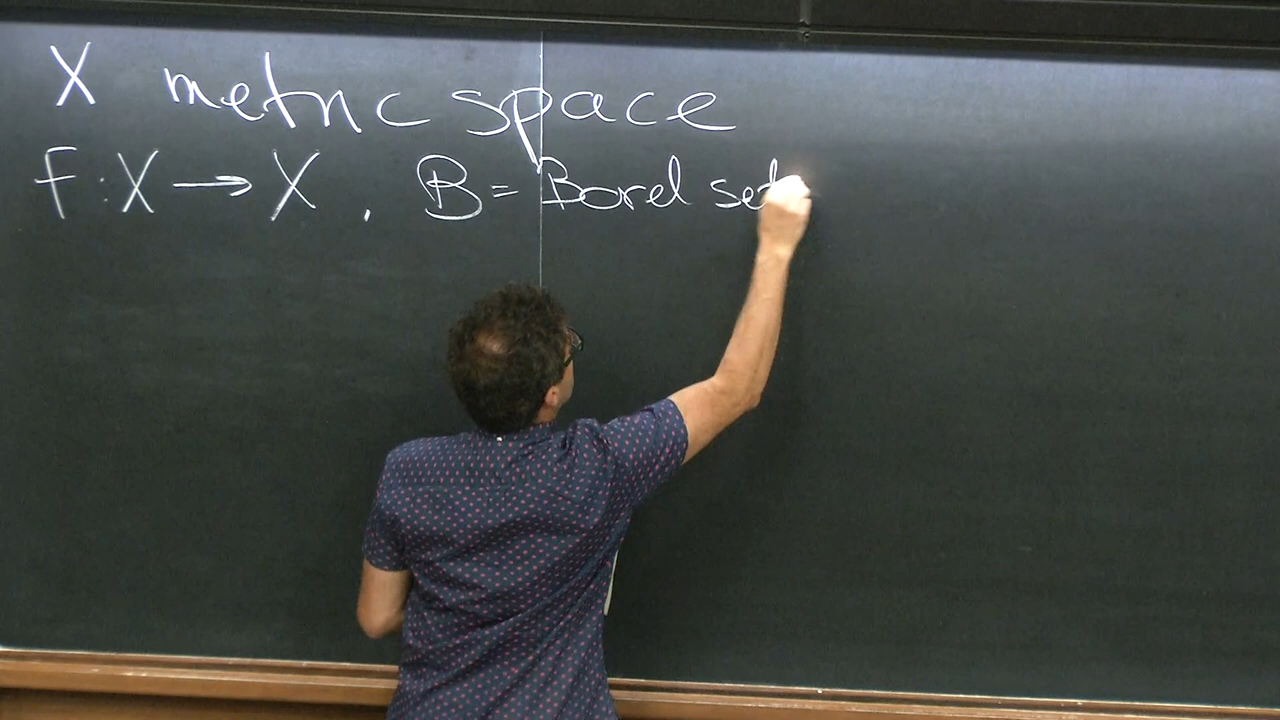 X metric space
f: X → X , B = Borel set